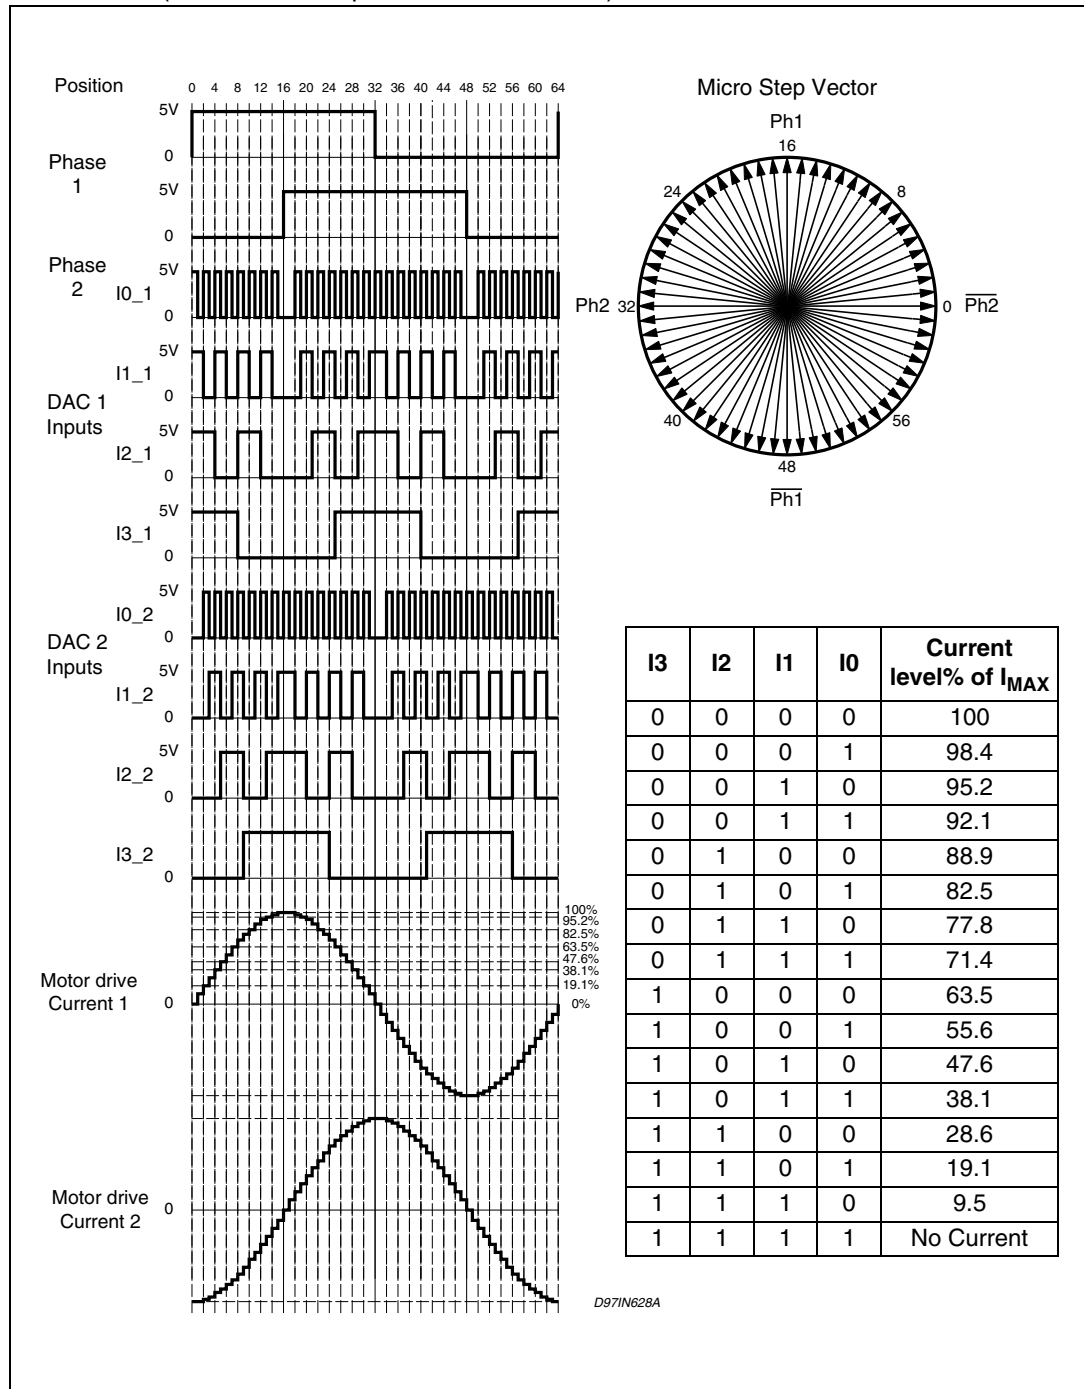 Position
0 4 8 12 16 20 24 28 32 36 40 44 48 52 56 60 64
5V
0
Phase
1
5V
0
Phase
2
I0_1
5V
0
I1_1
5V
0
DAC 1
Inputs
I2_1
5V
0
I3_1
5V
0
I0_2
5V
0
DAC 2
Inputs
I1_2
5V
0
I2_2
5V
0
I3_2
0
Motor drive
Current 1
0
100%
95.2%
82.5%
63.5%
47.6%
38.1%
19.1%
0%
Motor drive
Current 2
0
D97IN628A
Micro Step Vector
Ph1
16
24
8
Ph2 32
0 Ph2
40
56
48
Ph1
I3 I2 I1 I0 Current level% of IMAX
0 0 0 0 100
0 0 0 1 98.4
0 0 1 0 95.2
0 0 1 1 92.1
0 1 0 0 88.9
0 1 0 1 82.5
0 1 1 0 77.8
0 1 1 1 71.4
1 0 0 0 63.5
1 0 0 1 55.6
1 0 1 0 47.6
1 0 1 1 38.1
1 1 0 0 28.6
1 1 0 1 19.1
1 1 1 0 9.5
1 1 1 1 No Current